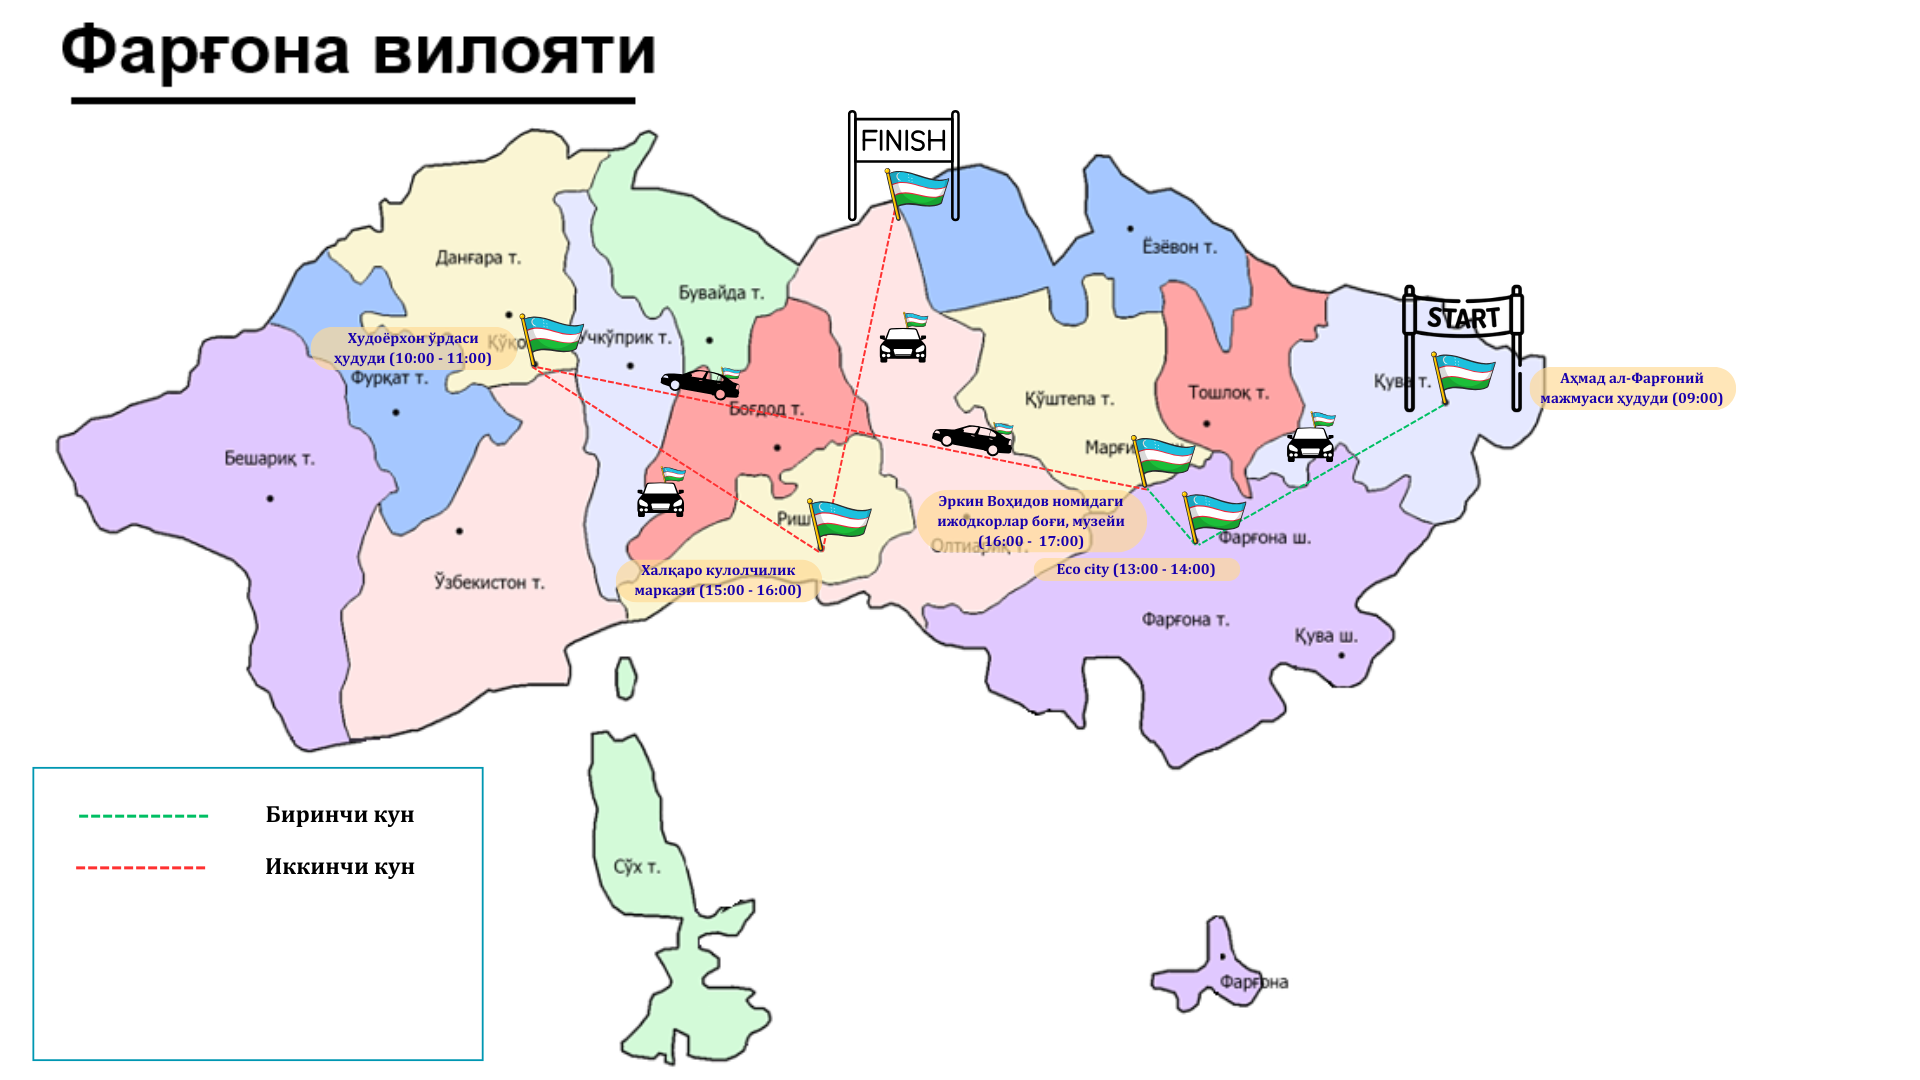 Фарғона вилояти
FINISH
Ёзёвон т.
Данғара т.
Бувайда т.
START
Худоёрхон ўрдаси
ҳудуди (10:00 - 11:00)
Учкўприк т.
Фурқат т.
Қува т.
Аҳмад ал-Фарғоний
мажмуаси ҳудуди (09:00)
Тошлоқ т.
Қўштепа т.
Боғдод т.
Бешариқ т.
Эркин Воҳидов номидаги
ижодкорлар боғи, музейи
(16:00 - 17:00)
Фарғона ш.
Олтиариқ т.
Eco city (13:00 - 14:00)
Халқаро кулолчилик
маркази (15:00 - 16:00)
Ўзбекистон т.
Фарғона т.
Қува ш.
Биринчи кун
Иккинчи кун
Сўх т.
Фарғона